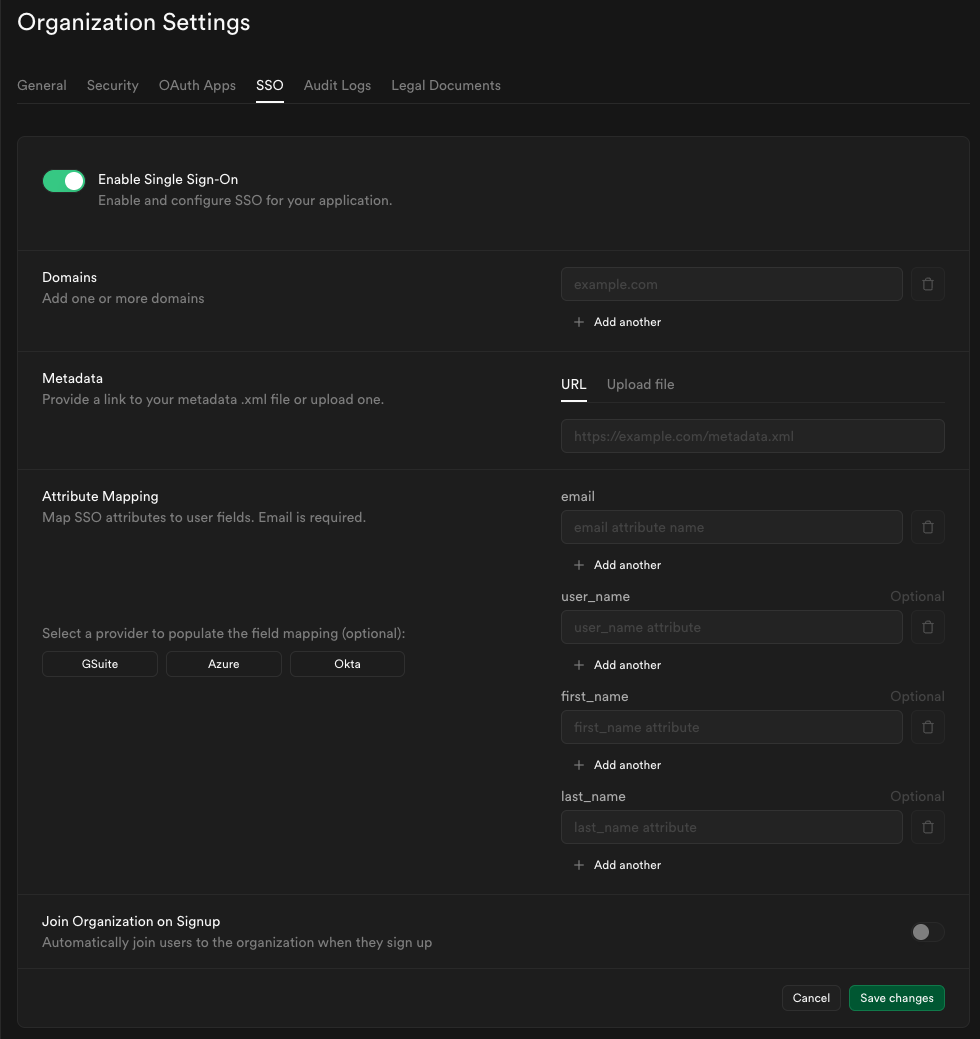 Organization Settings
General Security OAuth Apps SSO Audit Logs Legal Documents
Enable Single Sign-On
Enable and configure SSO for your application.
Domains
Add one or more domains
example.com
Add another
Metadata
Provide a link to your metadata .xml file or upload one.
URL Upload file
https://example.com/metadata.xml
Attribute Mapping
Map SSO attributes to user fields. Email is required.
Select a provider to populate the field mapping (optional):
GSuite Azure Okta
email
email attribute name
Add another
user_name Optional
user_name attribute
Add another
first_name Optional
first_name attribute
Add another
last_name Optional
last_name attribute
Add another
Join Organization on Signup
Automatically join users to the organization when they sign up
Cancel Save changes